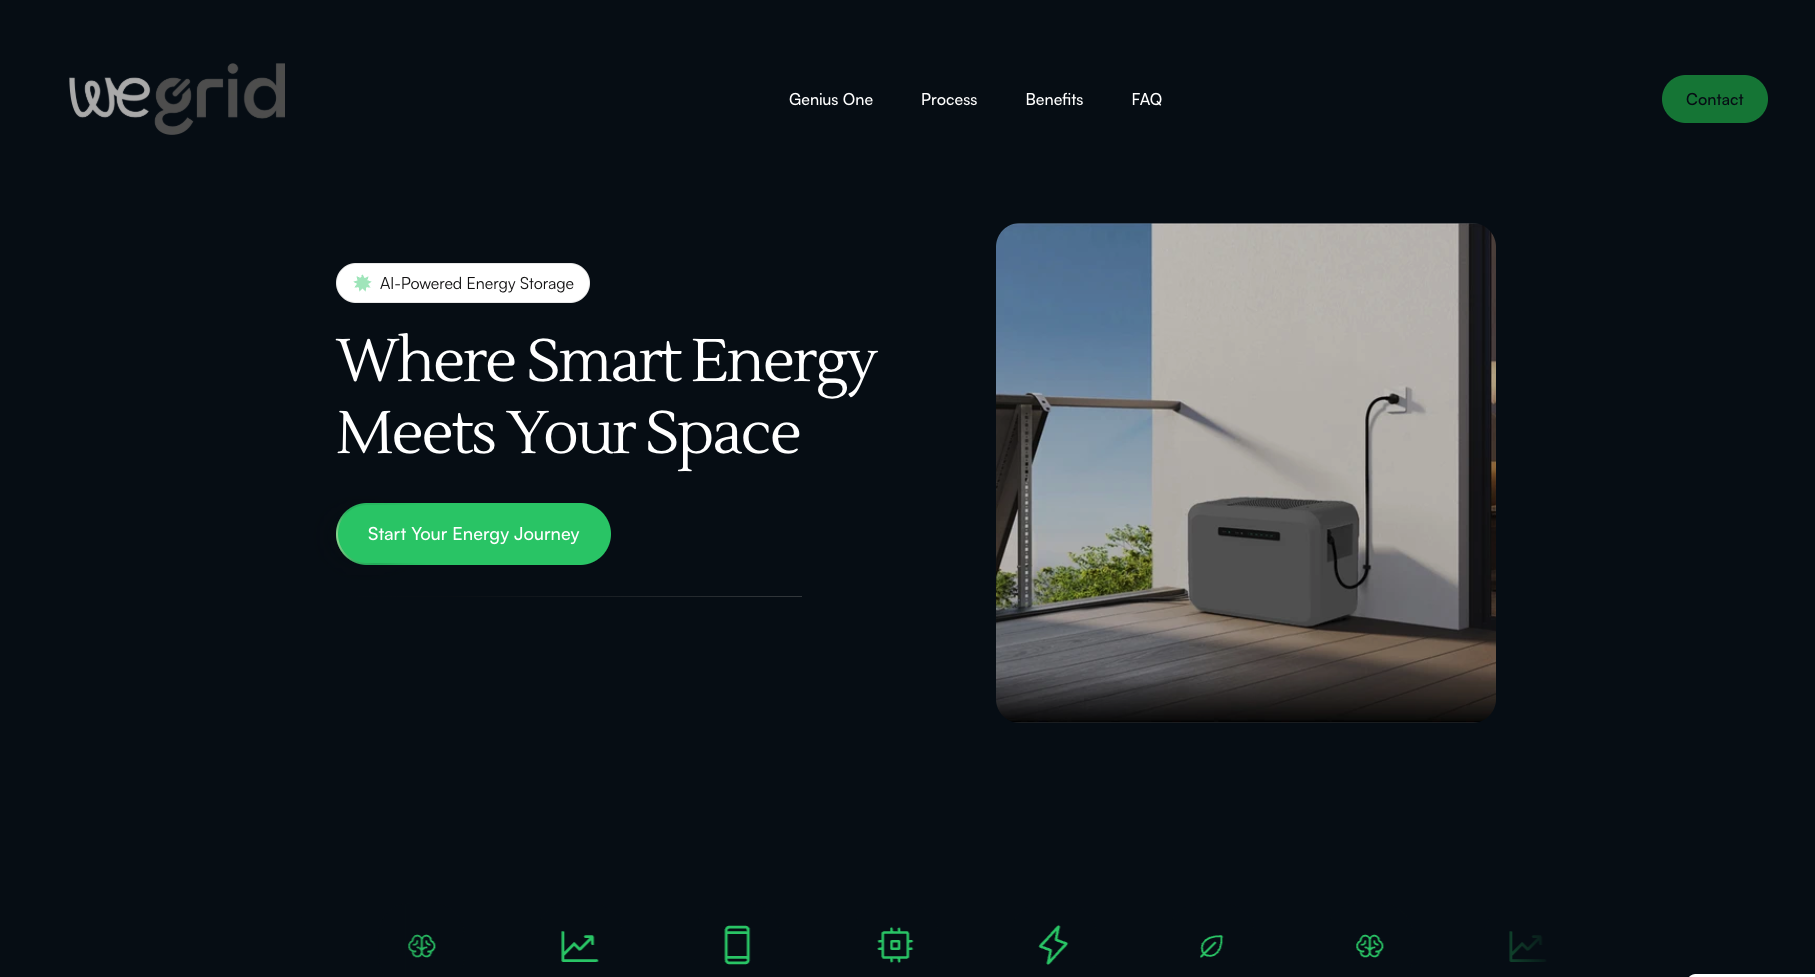 wegrid
Genius One
Process
Benefits
FAQ
Contact
AI-Powered Energy Storage
Where Smart Energy
Meets Your Space
Start Your Energy Journey